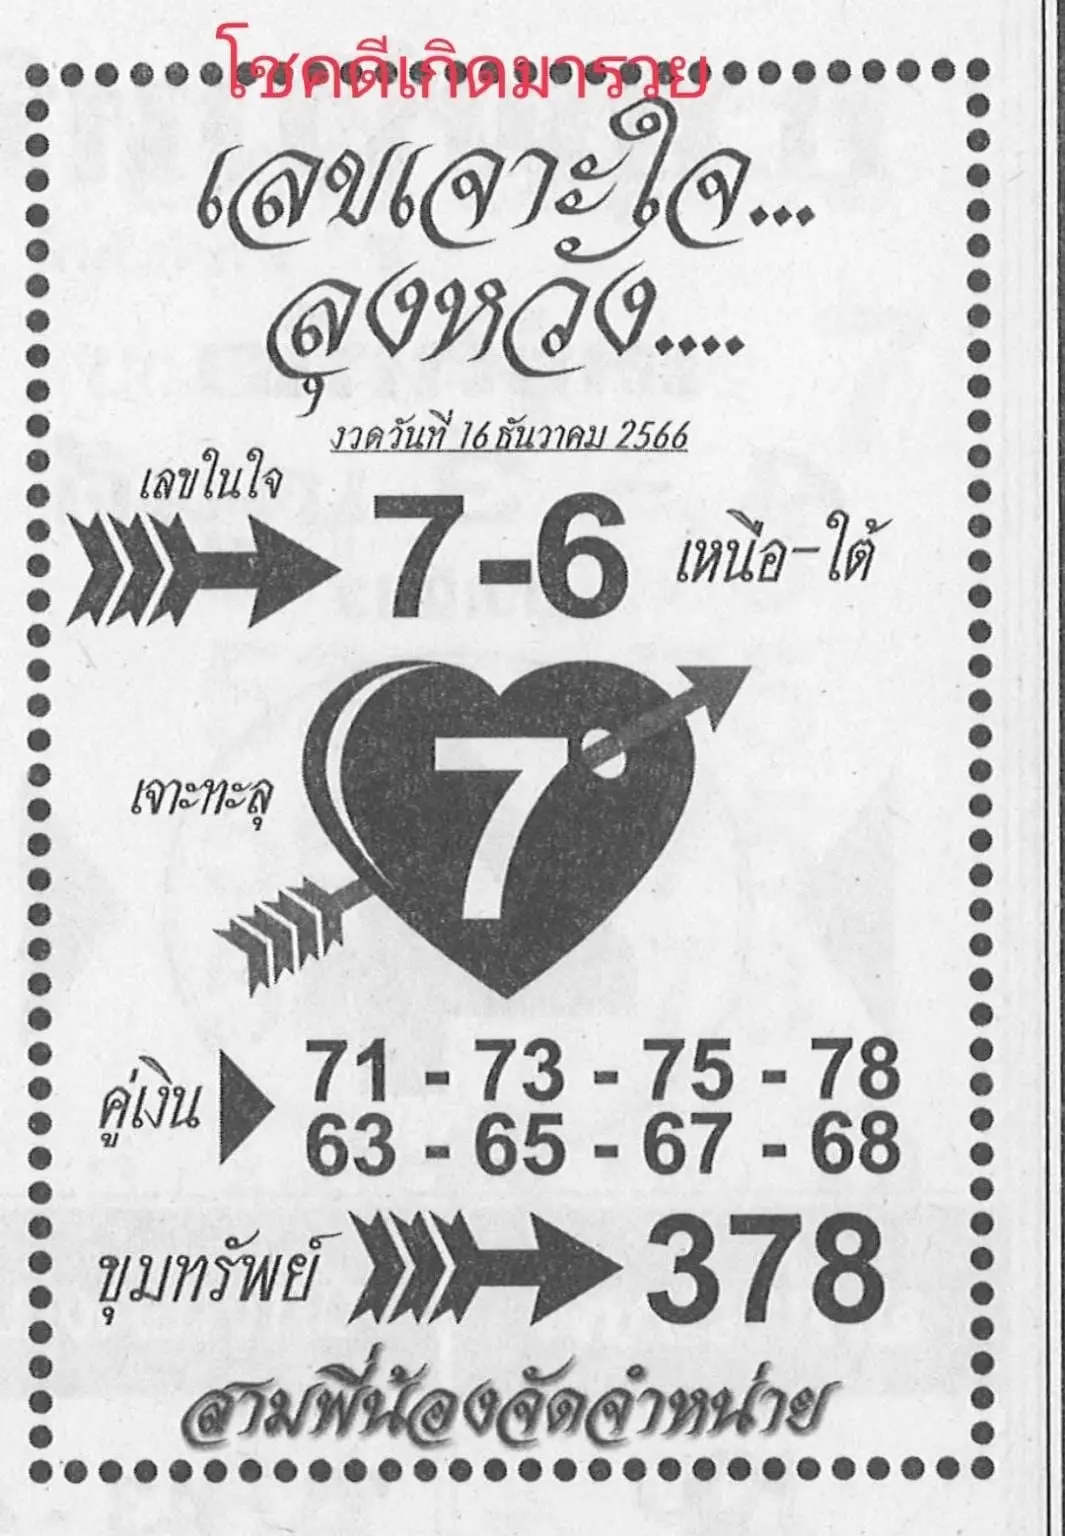 โชคดีเกิดมารวย
เลขเจาะใจ...
ลุงหวัง....
งวดวันที่ 16 ธันวาคม 2566
เลขในใจ
7-6 เหนือ-ใต้
เจาะทะลุ
7
คู่เงิน
71 - 73 - 75 - 78
63 - 65 - 67 - 68
ขุมทรัพย์ 378
สามพี่น้องจัดจำหน่าย